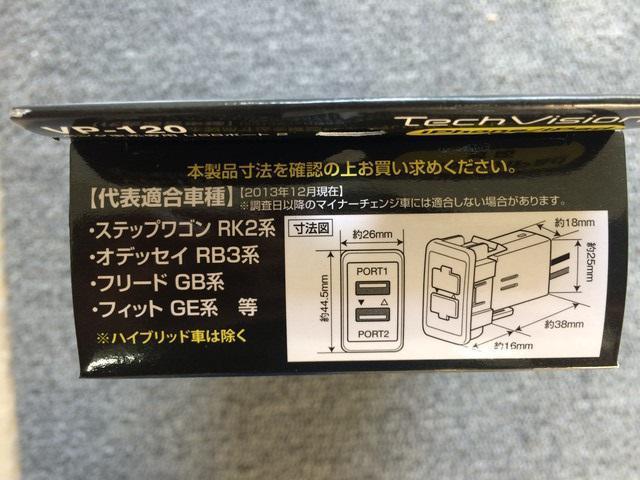 VP-120
TechVision
本製品寸法を確認の上お買い求めください。
【代表適合車種】【2013年12月現在】
※調査日以降のマイナーチェンジ車には適合しない場合があります。
・ステップワゴン RK2系
・オデッセイ RB3系
・フリード GB系
・フィット GE系 等
※ハイブリッド車は除く
寸法図
約26mm
約44.5mm
PORT1
PORT2
約18mm
約25mm
約38mm
約16mm